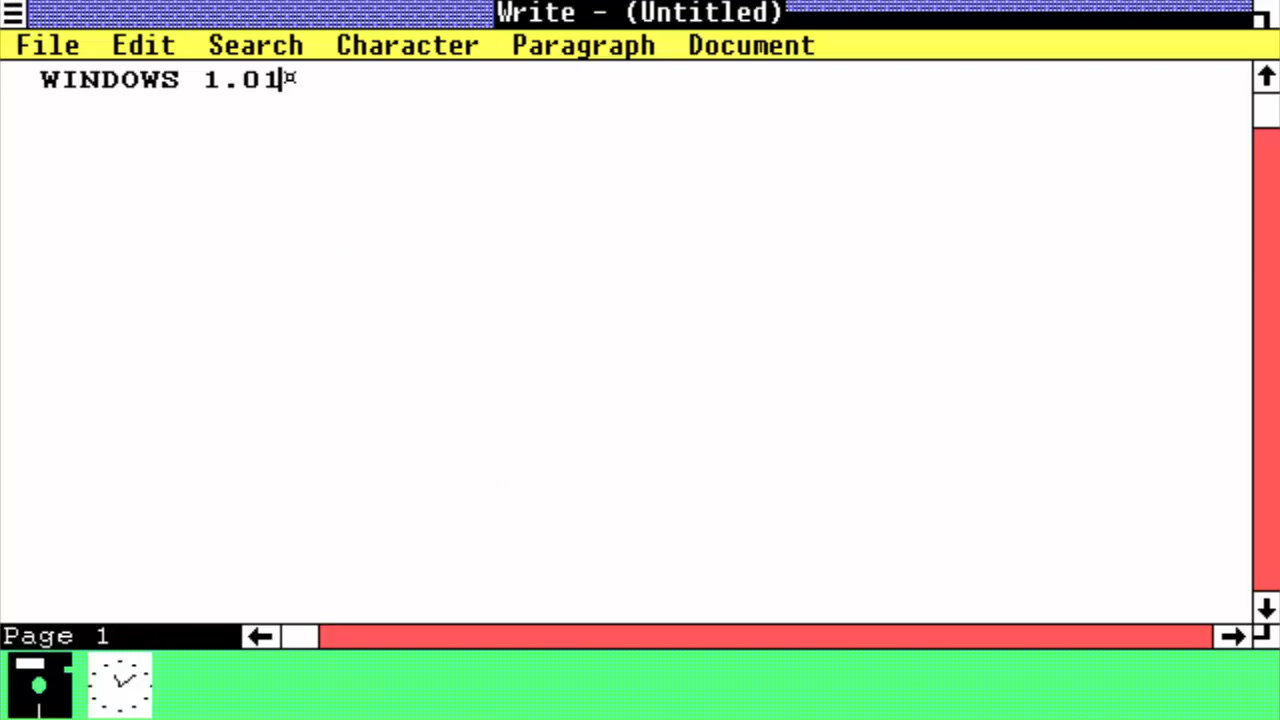 Write - (Untitled)
File Edit Search Character Paragraph Document
WINDOWS 1.01¤
Page 1